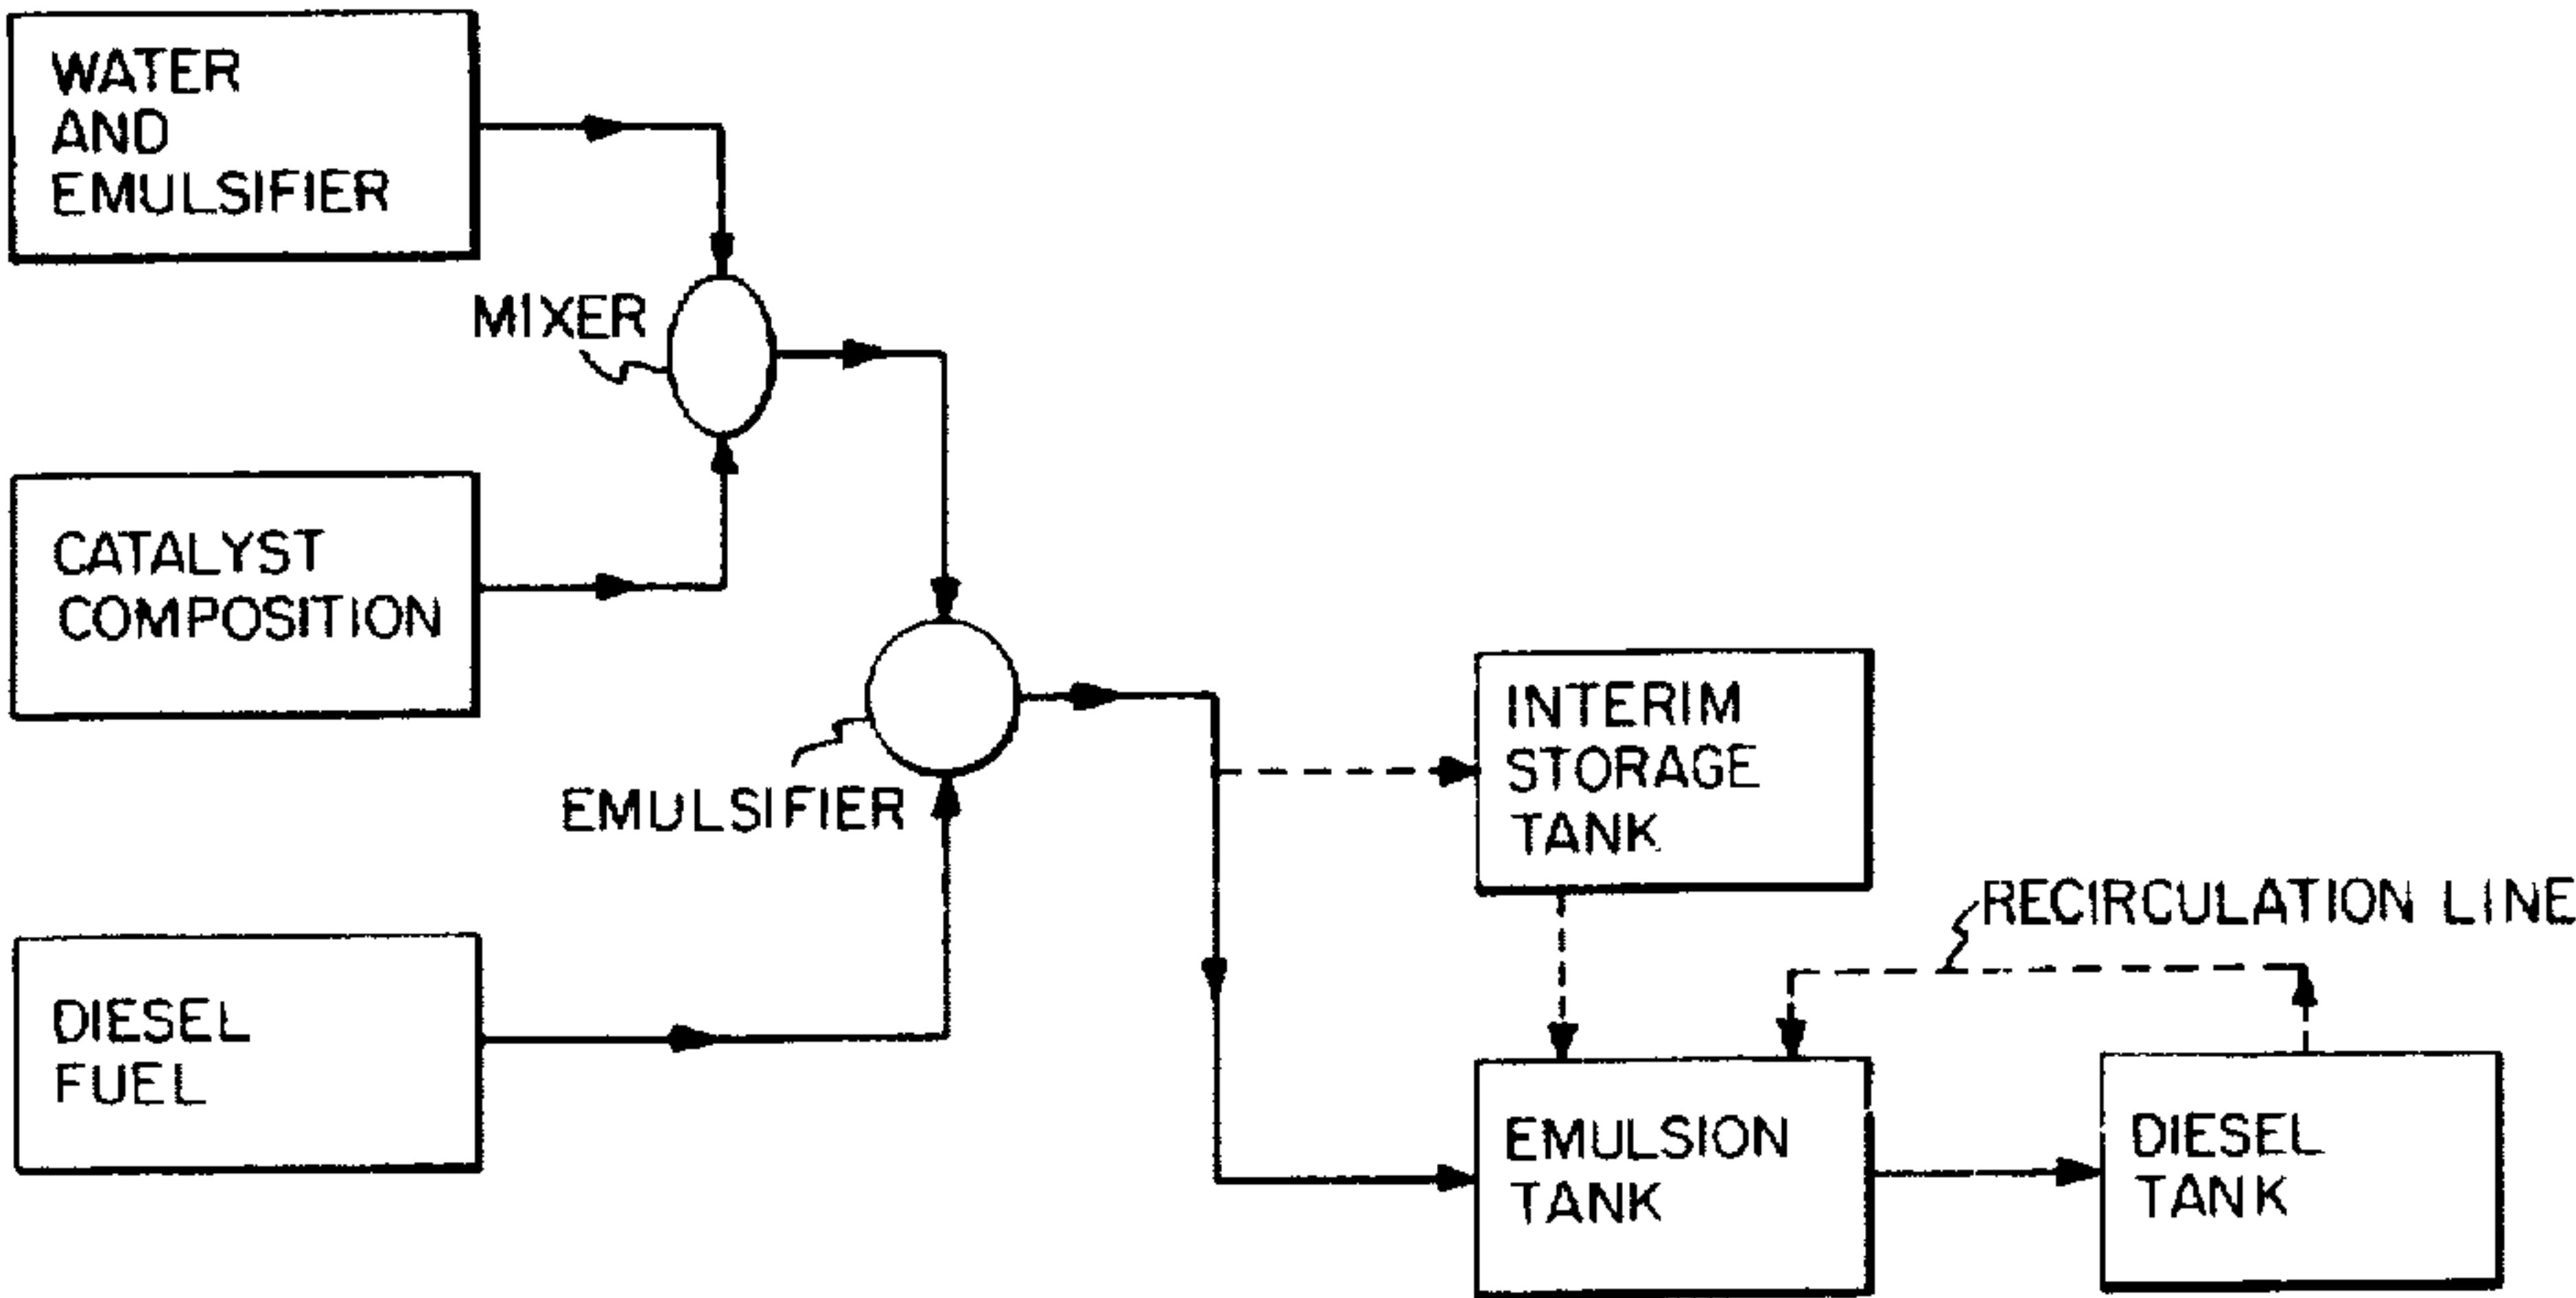 WATER
AND
EMULSIFIER
MIXER
CATALYST
COMPOSITION
EMULSIFIER
INTERIM
STORAGE
TANK
RECIRCULATION LINE
DIESEL
FUEL
EMULSION
TANK
DIESEL
TANK